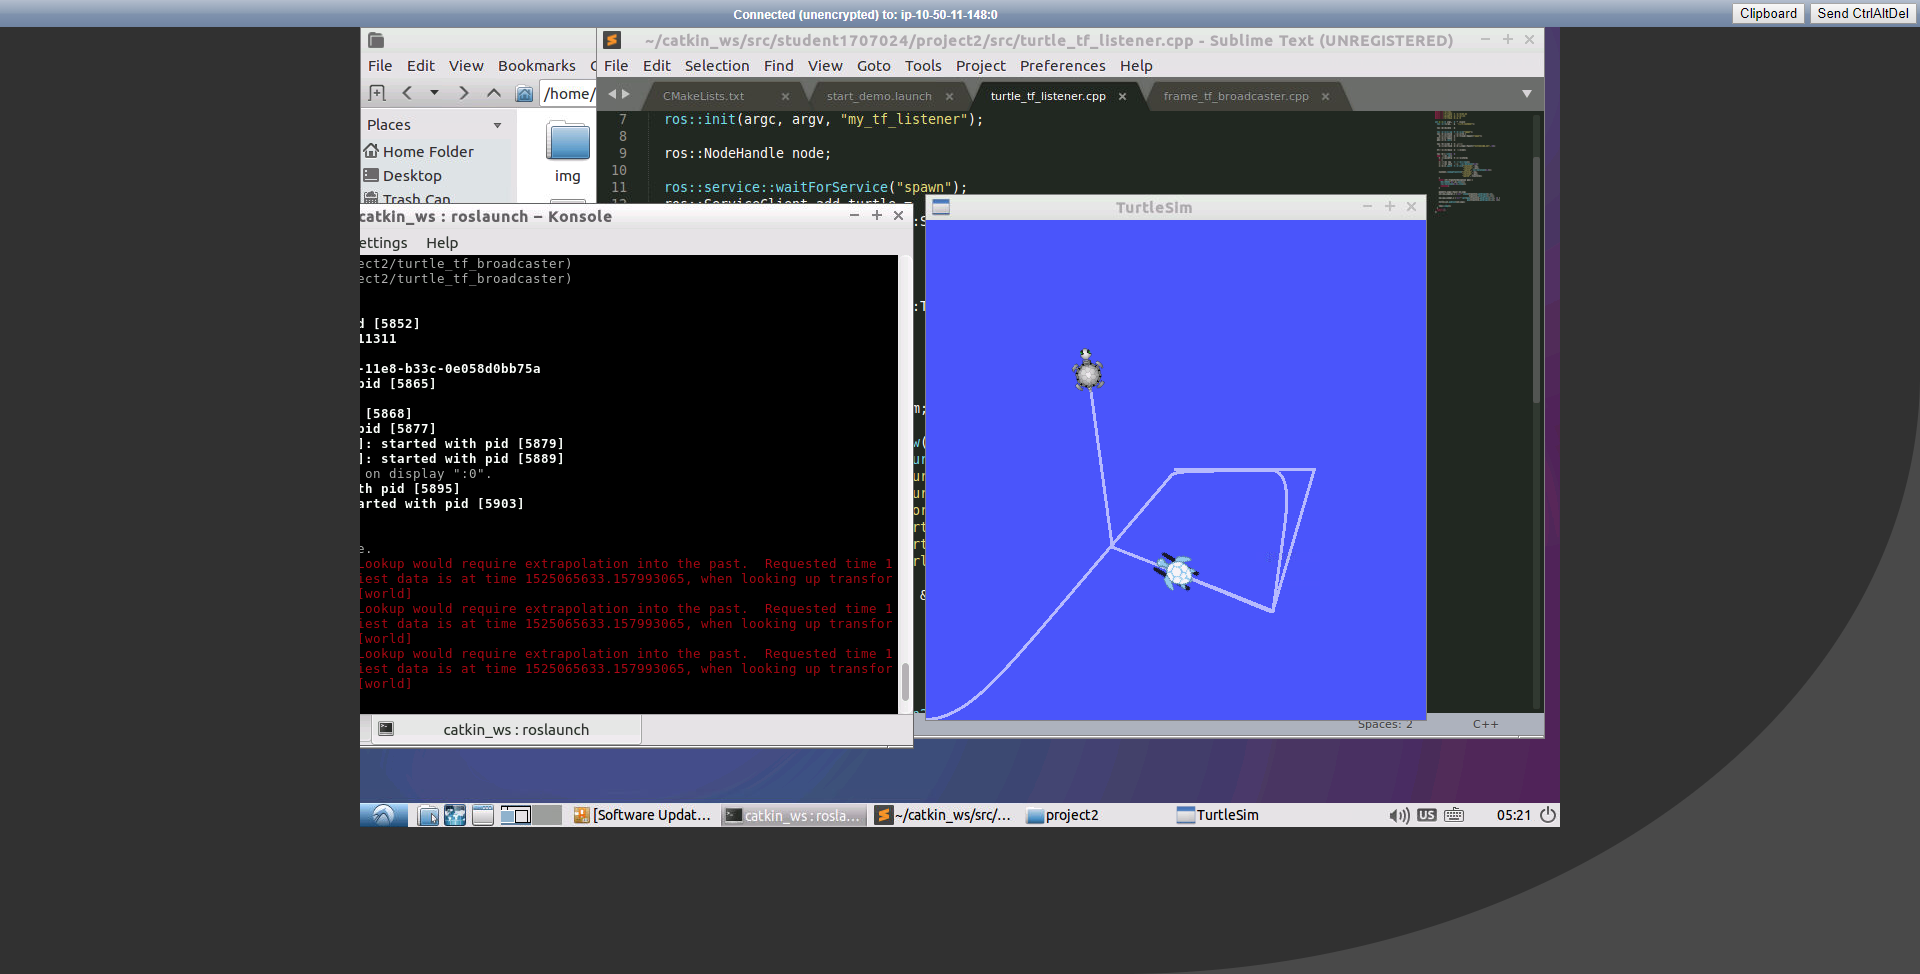 Connected (unencrypted) to: ip-10-50-11-148:0
Clipboard
Send CtrlAltDel
File Edit View Bookmarks
/home/
Places
Home Folder
Desktop
Trash Can
img
~/catkin_ws/src/student1707024/project2/src/turtle_tf_listener.cpp - Sublime Text (UNREGISTERED)
File Edit Selection Find View Goto Tools Project Preferences Help
CMakeLists.txt
start_demo.launch
turtle_tf_listener.cpp
frame_tf_broadcaster.cpp
7 ros::init(argc, argv, "my_tf_listener");
8
9 ros::NodeHandle node;
10
11 ros::service::waitForService("spawn");
Spaces: 2
C++
catkin_ws : roslaunch – Konsole
ettings Help
ect2/turtle_tf_broadcaster)
ect2/turtle_tf_broadcaster)
d [5852]
11311
-11e8-b33c-0e058d0bb75a
pid [5865]
[5868]
pid [5877]
]: started with pid [5879]
]: started with pid [5889]
on display ":0".
th pid [5895]
arted with pid [5903]
e.
Lookup would require extrapolation into the past.  Requested time 1
iest data is at time 1525065633.157993065, when looking up transfor
[world]
Lookup would require extrapolation into the past.  Requested time 1
iest data is at time 1525065633.157993065, when looking up transfor
[world]
Lookup would require extrapolation into the past.  Requested time 1
iest data is at time 1525065633.157993065, when looking up transfor
[world]
catkin_ws : roslaunch
TurtleSim
[Software Updat...
catkin_ws : rosla...
~/catkin_ws/src/...
project2
TurtleSim
US
05:21